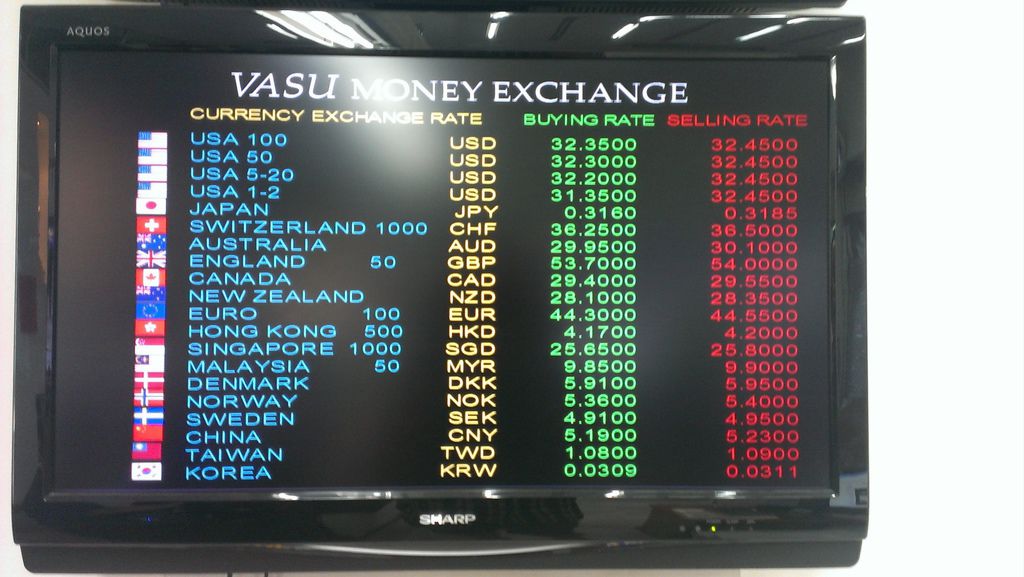 AQUOS
VASU MONEY EXCHANGE
CURRENCY EXCHANGE RATE BUYING RATE SELLING RATE
USA 100 USD 32.3500 32.4500
USA 50 USD 32.3000 32.4500
USA 5-20 USD 32.2000 32.4500
USA 1-2 USD 31.3500 32.4500
JAPAN JPY 0.3160 0.3185
SWITZERLAND 1000 CHF 36.2500 36.5000
AUSTRALIA AUD 29.9500 30.1000
ENGLAND 50 GBP 53.7000 54.0000
CANADA CAD 29.4000 29.5500
NEW ZEALAND NZD 28.1000 28.3500
EURO 100 EUR 44.3000 44.5500
HONG KONG 500 HKD 4.1700 4.2000
SINGAPORE 1000 SGD 25.6500 25.8000
MALAYSIA 50 MYR 9.8500 9.9000
DENMARK DKK 5.9100 5.9500
NORWAY NOK 5.3600 5.4000
SWEDEN SEK 4.9100 4.9500
CHINA CNY 5.1900 5.2300
TAIWAN TWD 1.0800 1.0900
KOREA KRW 0.0309 0.0311
SHARP